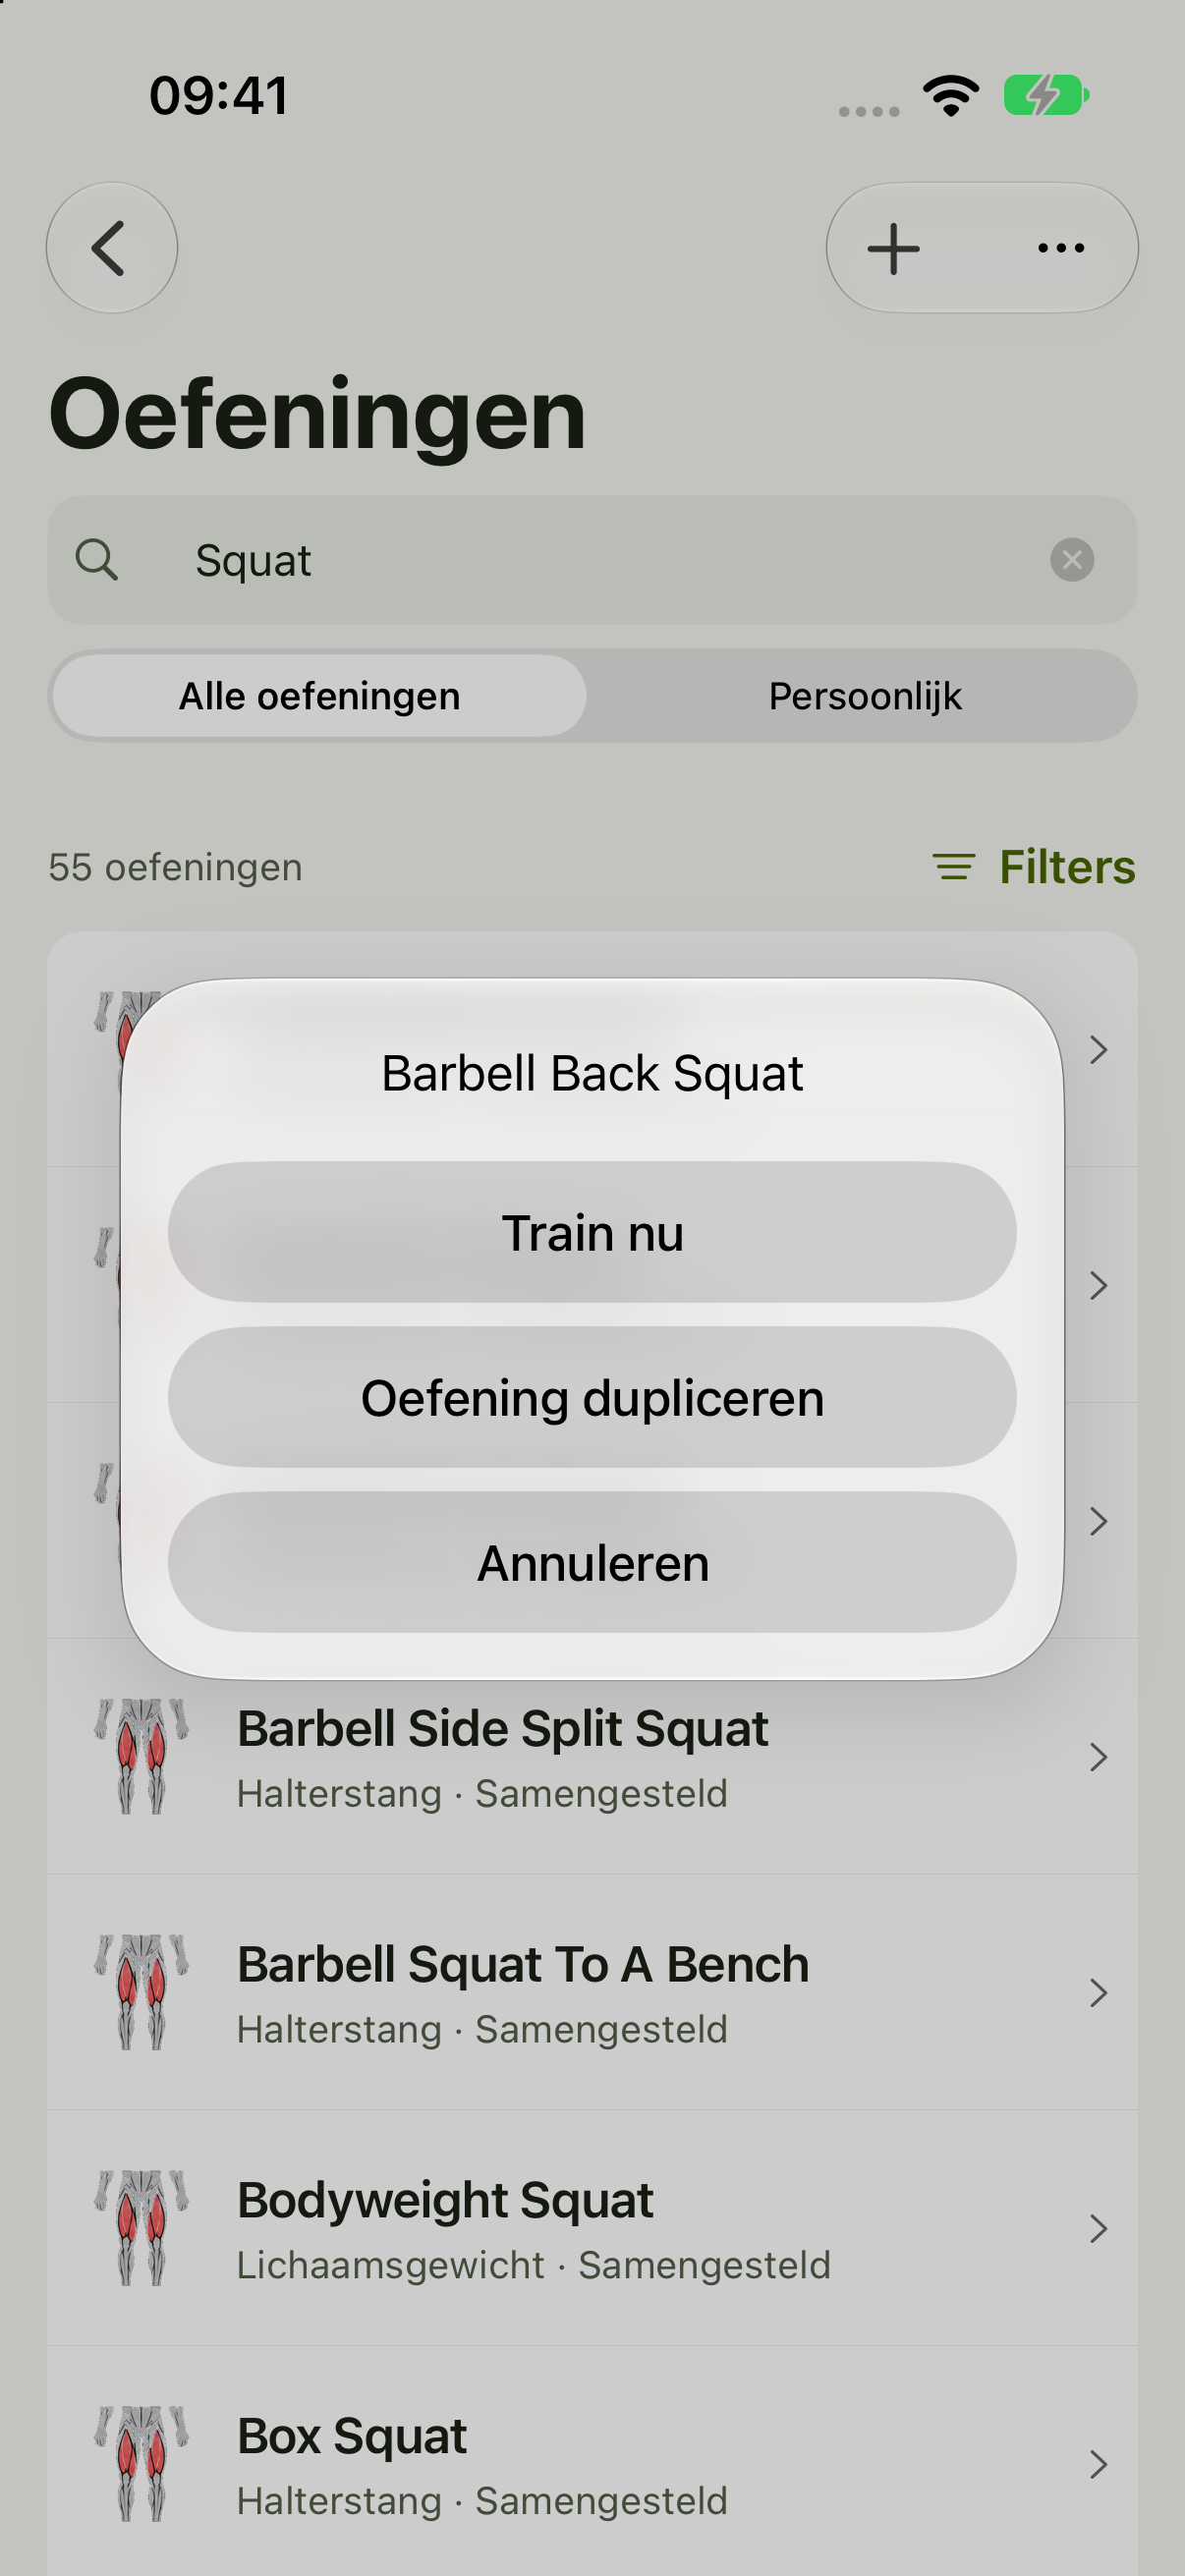 09:41
Oefeningen
Squat
Alle oefeningen
Persoonlijk
55 oefeningen
Filters
Barbell Back Squat
Train nu
Oefening dupliceren
Annuleren
Barbell Side Split Squat
Halterstang · Samengesteld
Barbell Squat To A Bench
Halterstang · Samengesteld
Bodyweight Squat
Lichaamsgewicht · Samengesteld
Box Squat
Halterstang · Samengesteld